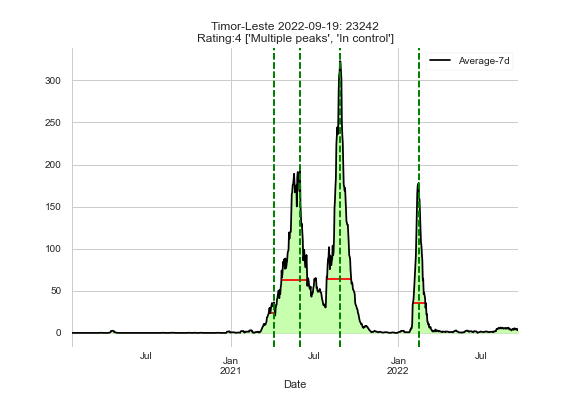 Timor-Leste 2022-09-19: 23242
Rating:4 ['Multiple peaks', 'In control']
Average-7d
300
250
200
150
100
50
0
Jul
Jan
2021
Jul
Jan
2022
Jul
Date